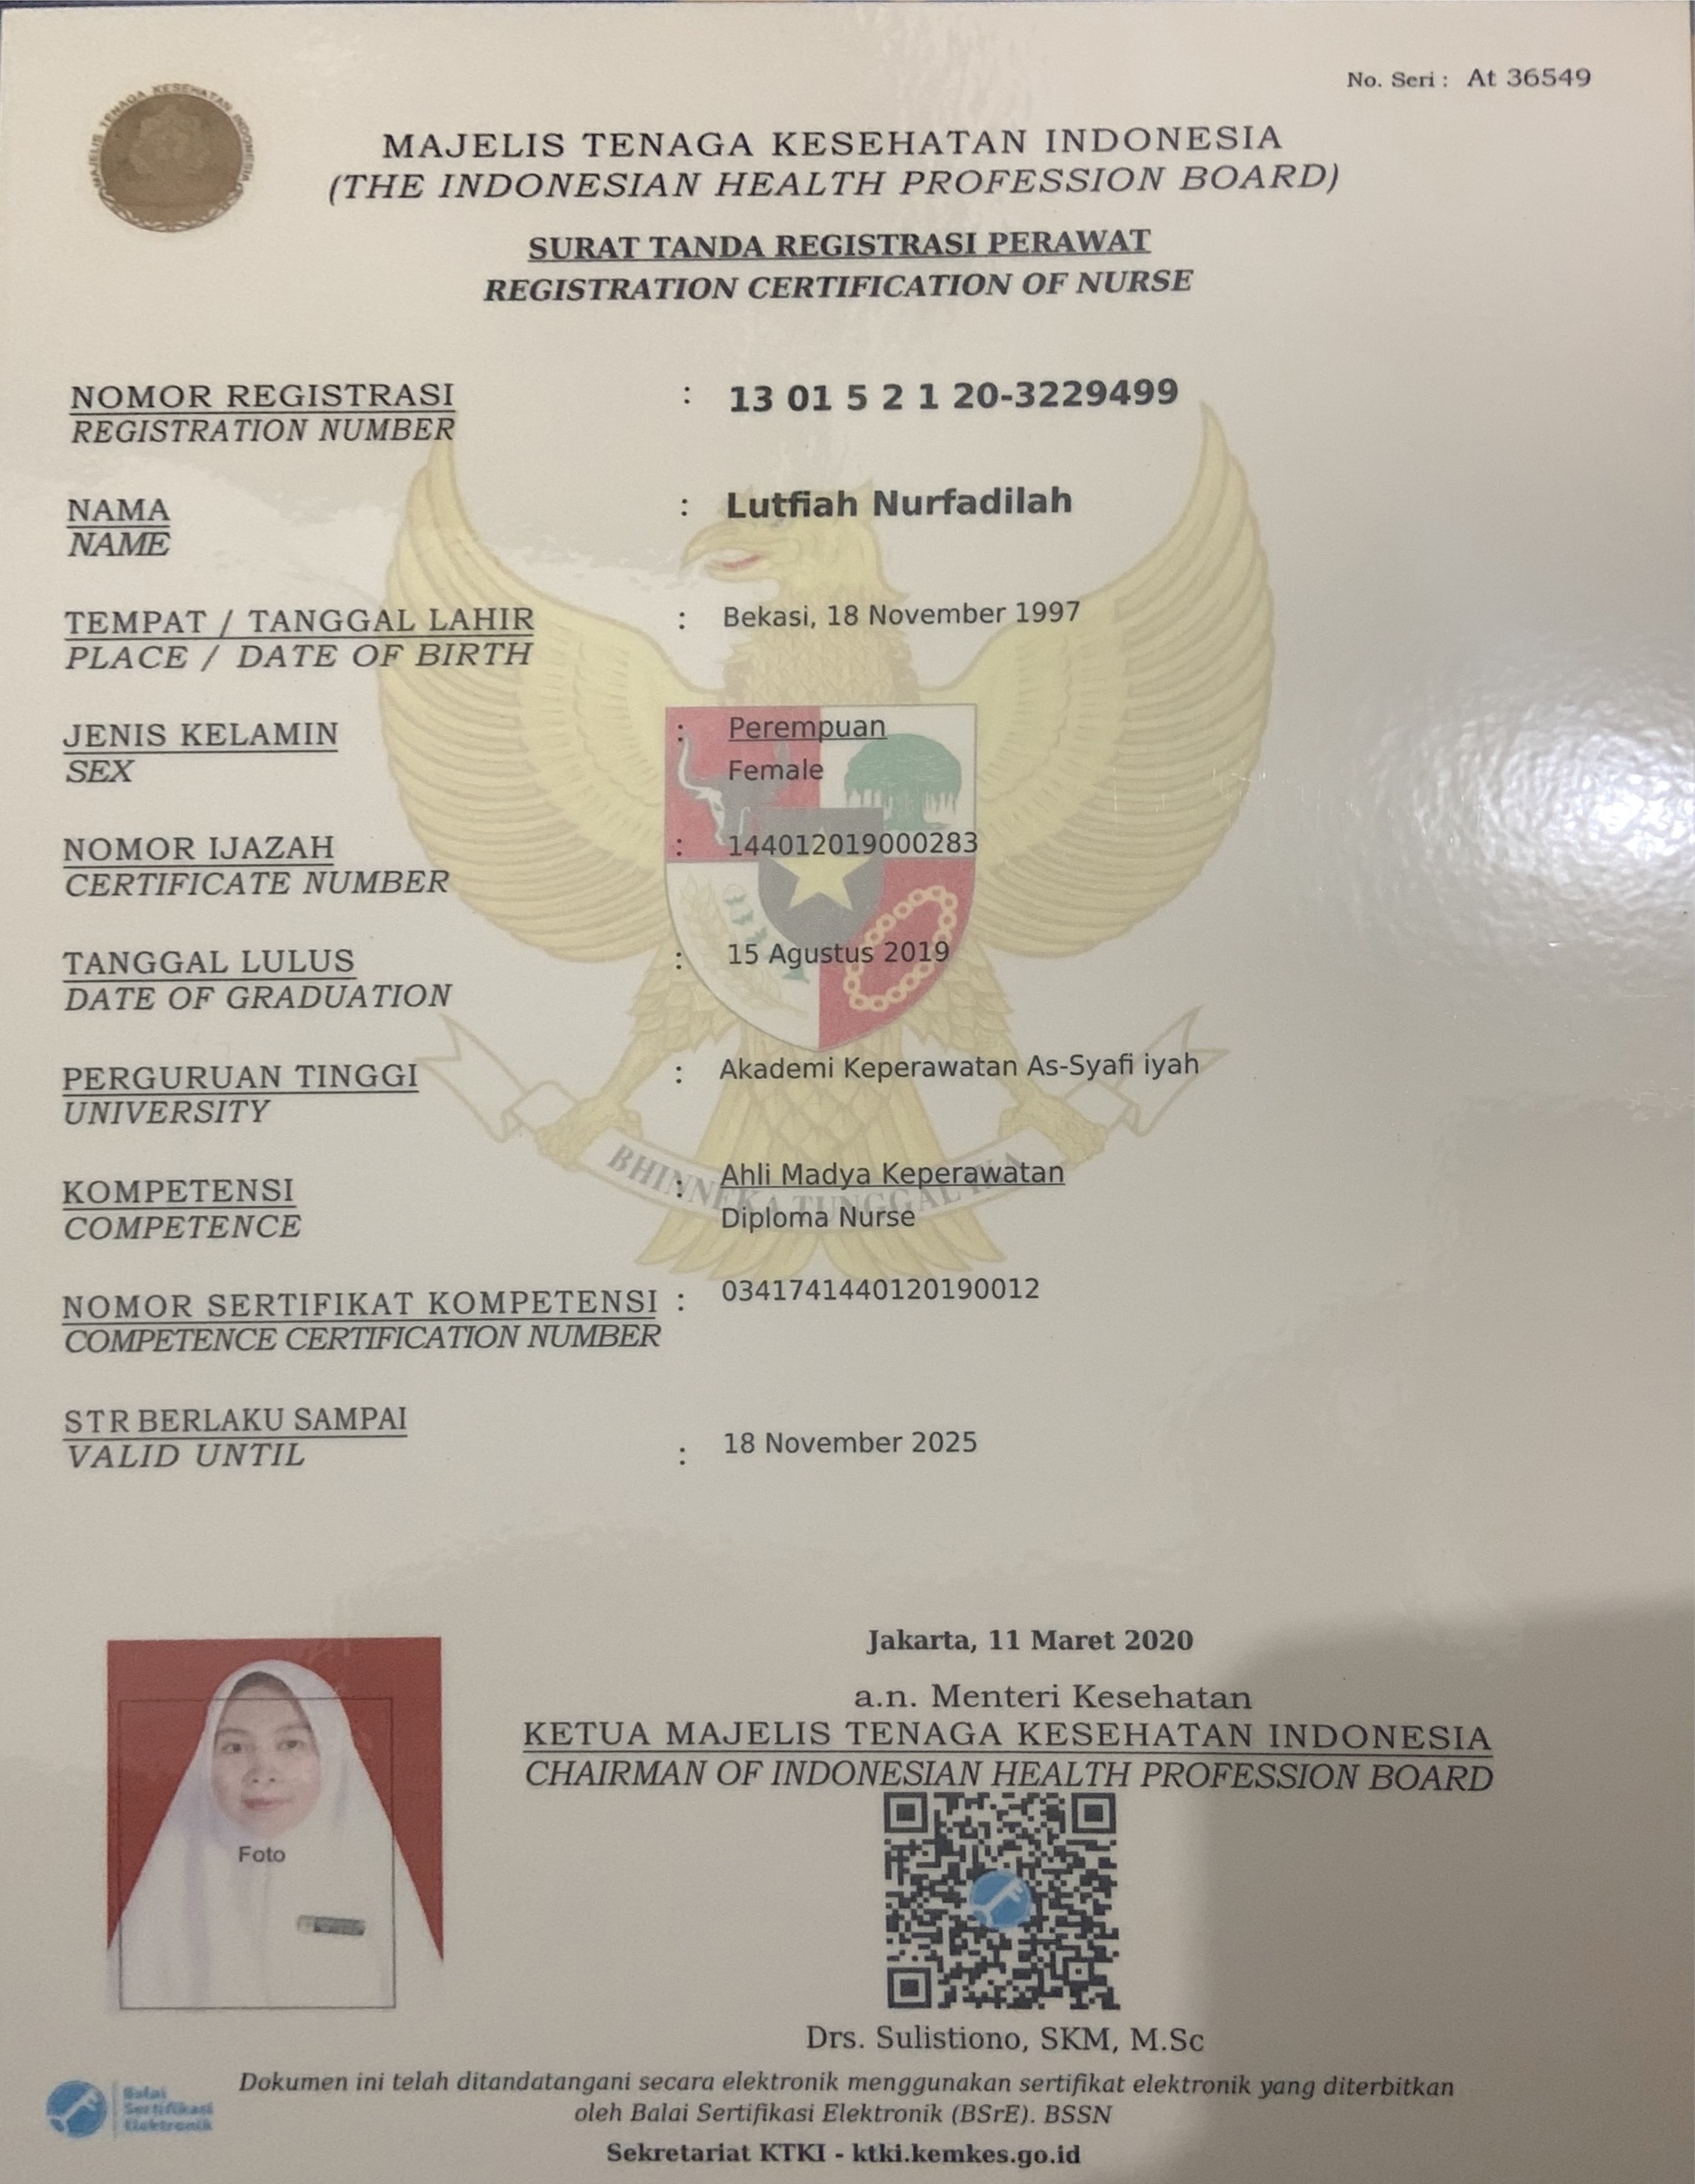 No. Seri : At 36549
MAJELIS TENAGA KESEHATAN INDONESIA
MAJELIS TENAGA KESEHATAN INDONESIA
(THE INDONESIAN HEALTH PROFESSION BOARD)
SURAT TANDA REGISTRASI PERAWAT
REGISTRATION CERTIFICATION OF NURSE
NOMOR REGISTRASI : 13 01 5 2 1 20-3229499
REGISTRATION NUMBER
NAMA : Lutfiah Nurfadilah
NAME
TEMPAT / TANGGAL LAHIR : Bekasi, 18 November 1997
PLACE / DATE OF BIRTH
JENIS KELAMIN : Perempuan
SEX Female
NOMOR IJAZAH : 144012019000283
CERTIFICATE NUMBER
TANGGAL LULUS : 15 Agustus 2019
DATE OF GRADUATION
PERGURUAN TINGGI : Akademi Keperawatan As-Syafi iyah
UNIVERSITY
KOMPETENSI : Ahli Madya Keperawatan
COMPETENCE Diploma Nurse
BHINNEKA TUNGGAL IKA
NOMOR SERTIFIKAT KOMPETENSI : 0341741440120190012
COMPETENCE CERTIFICATION NUMBER
STR BERLAKU SAMPAI
VALID UNTIL : 18 November 2025
Jakarta, 11 Maret 2020
a.n. Menteri Kesehatan
KETUA MAJELIS TENAGA KESEHATAN INDONESIA
CHAIRMAN OF INDONESIAN HEALTH PROFESSION BOARD
Foto
Drs. Sulistiono, SKM, M.Sc
Balai
Sertifikasi
Elektronik
Dokumen ini telah ditandatangani secara elektronik menggunakan sertifikat elektronik yang diterbitkan
oleh Balai Sertifikasi Elektronik (BSrE). BSSN
Sekretariat KTKI - ktki.kemkes.go.id